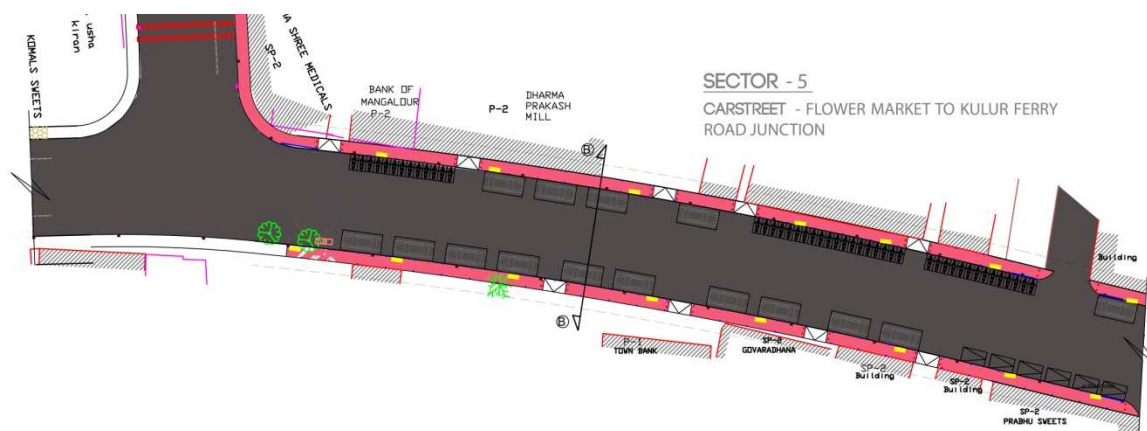 usha
kiran
KOMALS SWEETS
SP-2
A SHREE MEDICALS
BANK OF
MANGALOUR
P-2
P-2
DHARMA
PRAKASH
MILL
SECTOR - 5
CARSTREET - FLOWER MARKET TO KULUR FERRY
ROAD JUNCTION
B
B
Building
P-1
TOWN BANK
SP-2
GOVARADHANA
SP-2
Building
SP-2
Building
SP-2
PRABHU SWEETS